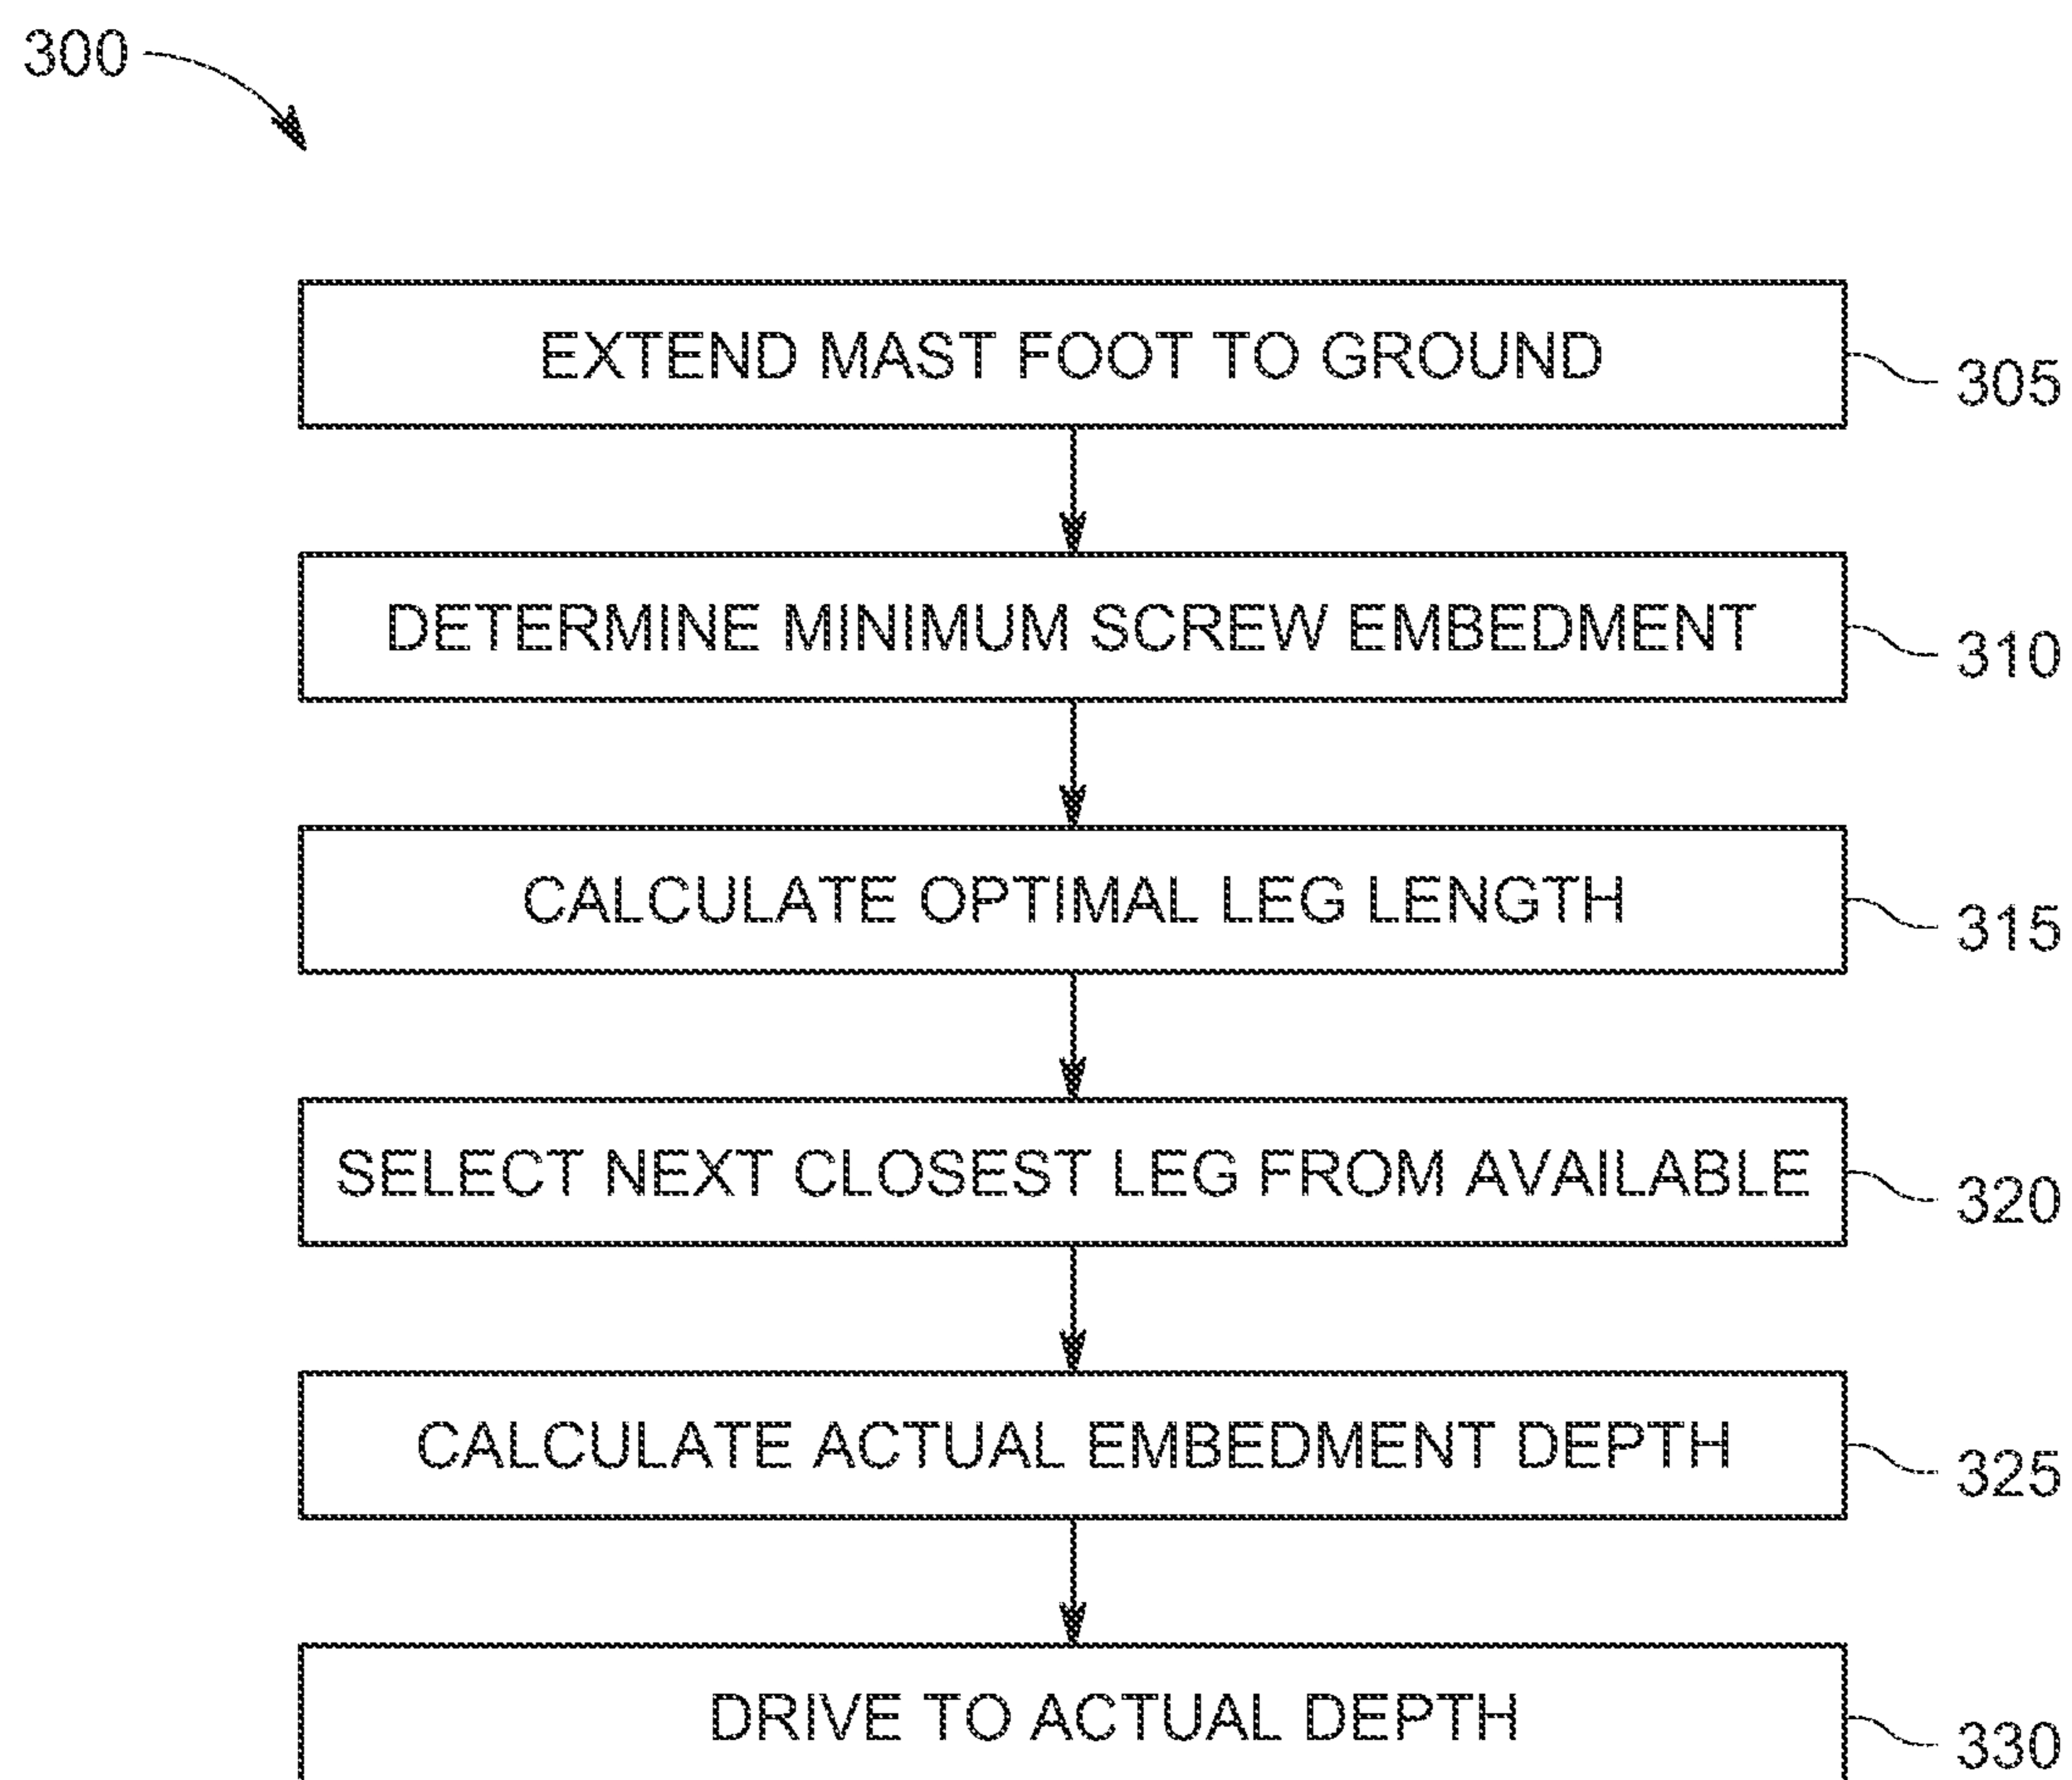 300
EXTEND MAST FOOT TO GROUND
305
DETERMINE MINIMUM SCREW EMBEDMENT
310
CALCULATE OPTIMAL LEG LENGTH
315
SELECT NEXT CLOSEST LEG FROM AVAILABLE
320
CALCULATE ACTUAL EMBEDMENT DEPTH
325
DRIVE TO ACTUAL DEPTH
330